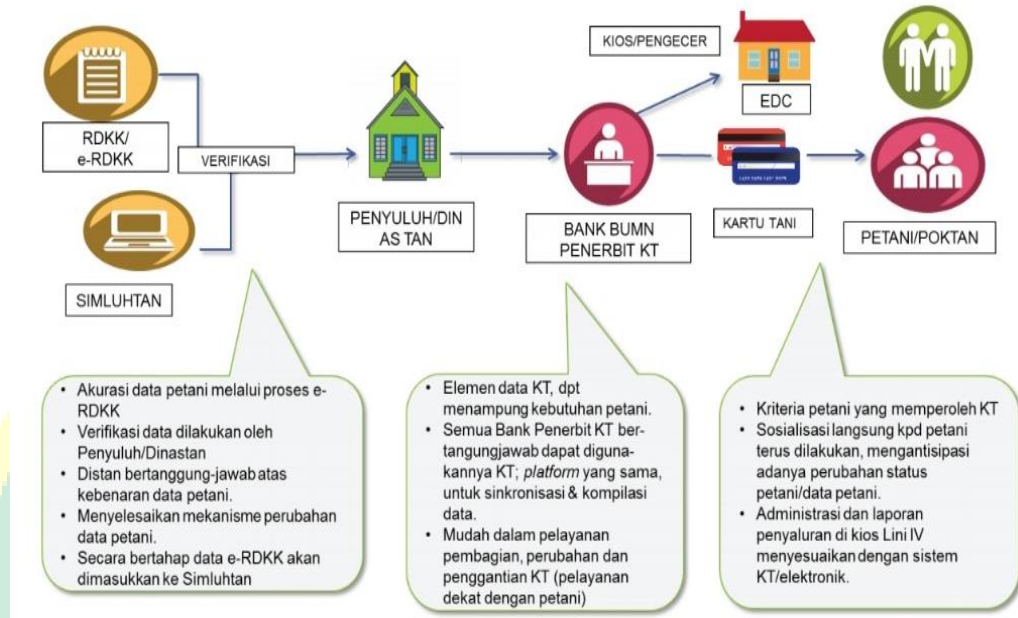 KIOS/PENGECER
EDC
RDKK/
e-RDKK
VERIFIKASI
PENYULUH/DIN
AS TAN
BANK BUMN
PENERBIT KT
KARTU TANI
PETANI/POKTAN
SIMLUHTAN
• Akurasi data petani melalui proses e-
RDKK
• Verifikasi data dilakukan oleh
Penyuluh/Dinastan
• Distan bertanggung-jawab atas
kebenaran data petani.
• Menyelesaikan mekanisme perubahan
data petani.
• Secara bertahap data e-RDKK akan
dimasukkan ke Simluhtan
• Elemen data KT, dpt
menampung kebutuhan petani.
• Semua Bank Penerbit KT ber-
tangungjawab dapat diguna-
kannya KT; platform yang sama,
untuk sinkronisasi & kompilasi
data.
• Mudah dalam pelayanan
pembagian, perubahan dan
penggantian KT (pelayanan
dekat dengan petani)
• Kriteria petani yang memperoleh KT
• Sosialisasi langsung kpd petani
terus dilakukan, mengantisipasi
adanya perubahan status
petani/data petani.
• Administrasi dan laporan
penyaluran di kios Lini IV
menyesuaikan dengan sistem
KT/elektronik.